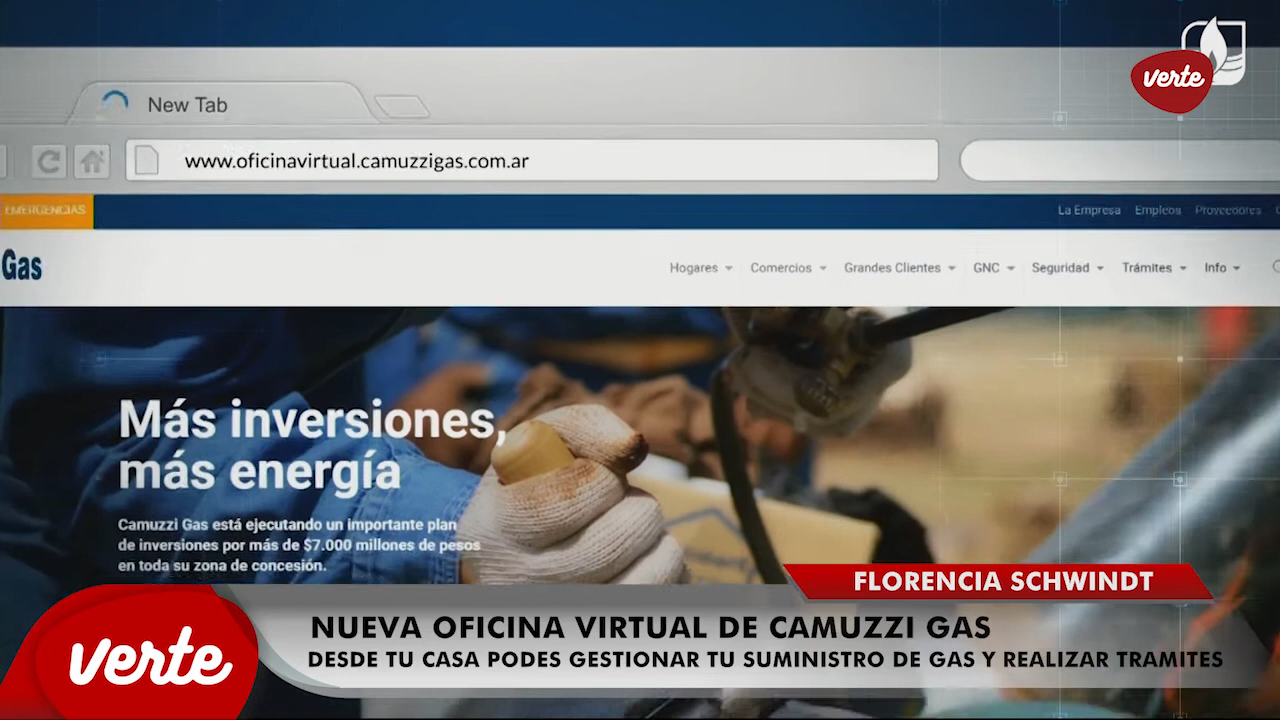 verte
New Tab
www.oficinavirtual.camuzzigas.com.ar
EMERGENCIAS
La Empresa Empleos Proveedores
Gas
Hogares Comercios Grandes Clientes GNC Seguridad Trámites Info
Más inversiones,
más energía
Camuzzi Gas está ejecutando un importante plan
de inversiones por más de $7.000 millones de pesos
en toda su zona de concesión.
FLORENCIA SCHWINDT
NUEVA OFICINA VIRTUAL DE CAMUZZI GAS
DESDE TU CASA PODES GESTIONAR TU SUMINISTRO DE GAS Y REALIZAR TRAMITES
verte